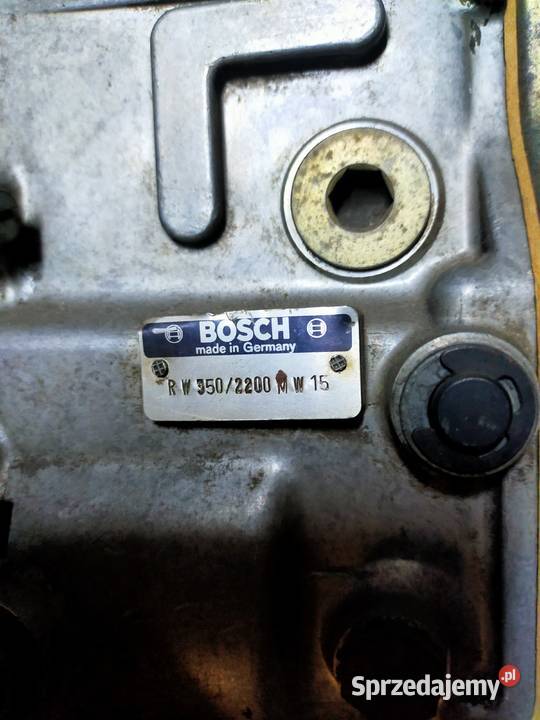 BOSCH
made in Germany
R W 350/2200 M W 15
Sprzedajemy.pl